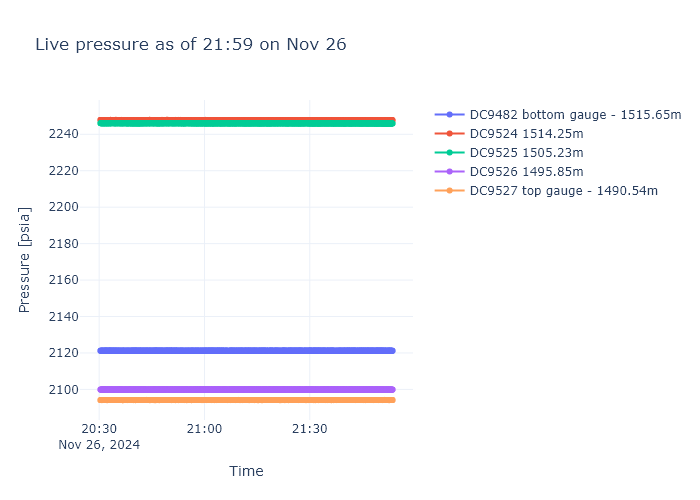 Live pressure as of 21:59 on Nov 26
DC9482 bottom gauge - 1515.65m
DC9524 1514.25m
DC9525 1505.23m
DC9526 1495.85m
DC9527 top gauge - 1490.54m
Pressure [psia]
2240
2220
2200
2180
2160
2140
2120
2100
20:30
Nov 26, 2024
21:00
21:30
Time